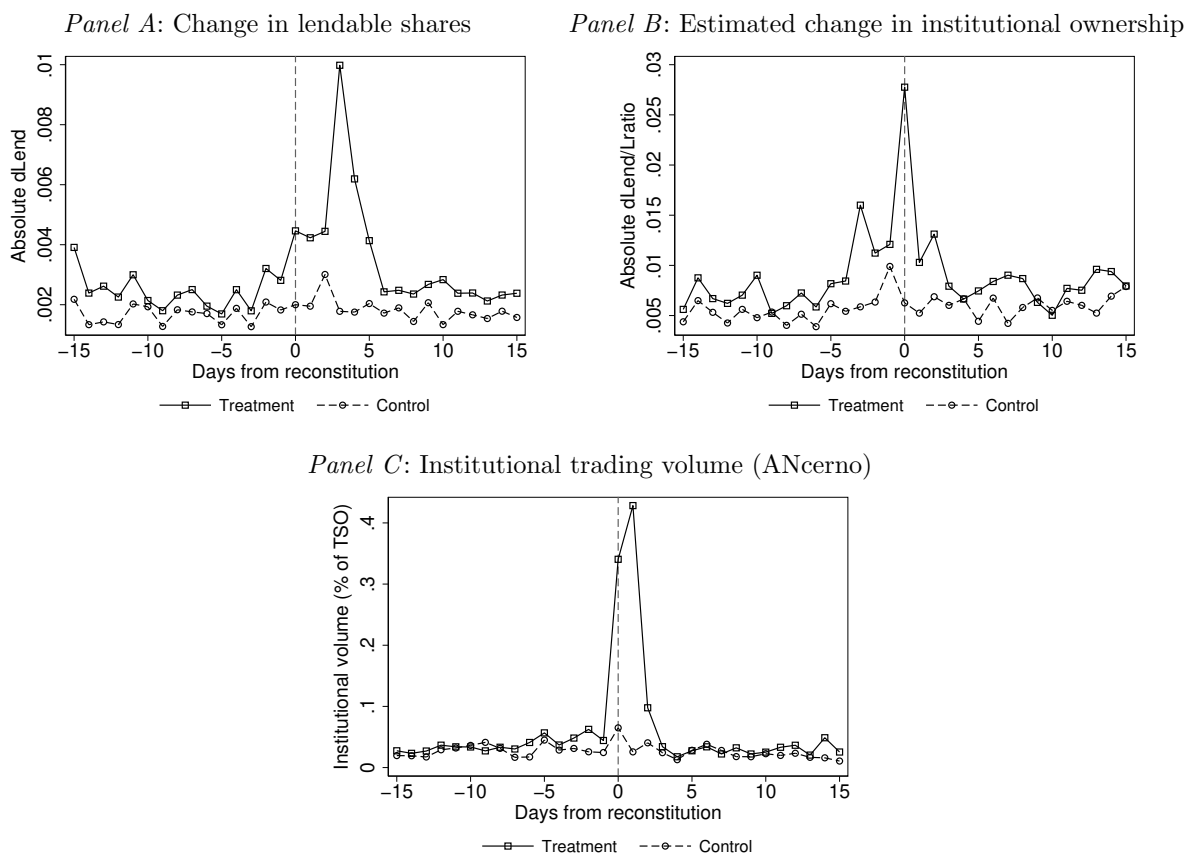 Panel A: Change in lendable shares
Absolute dLend
.002 .004 .006 .008 .01
−15 −10 −5 0 5 10 15
Days from reconstitution
Treatment Control
Panel B: Estimated change in institutional ownership
Absolute dLend/Lratio
.005 .01 .015 .02 .025 .03
−15 −10 −5 0 5 10 15
Days from reconstitution
Treatment Control
Panel C: Institutional trading volume (ANcerno)
Institutional volume (% of TSO)
0 .1 .2 .3 .4
−15 −10 −5 0 5 10 15
Days from reconstitution
Treatment Control